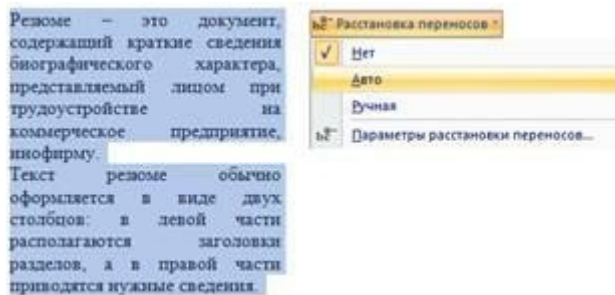 Резюме – это документ,
содержащий краткие сведения
биографического характера,
представляемый лицом при
трудоустройстве на
коммерческое предприятие,
инофирму.
Текст резюме обычно
оформляется в виде двух
столбцов: в левой части
располагаются заголовки
разделов, а в правой части
приводятся нужные сведения.
Расстановка переносов
Нет
Авто
Ручная
Параметры расстановки переносов...